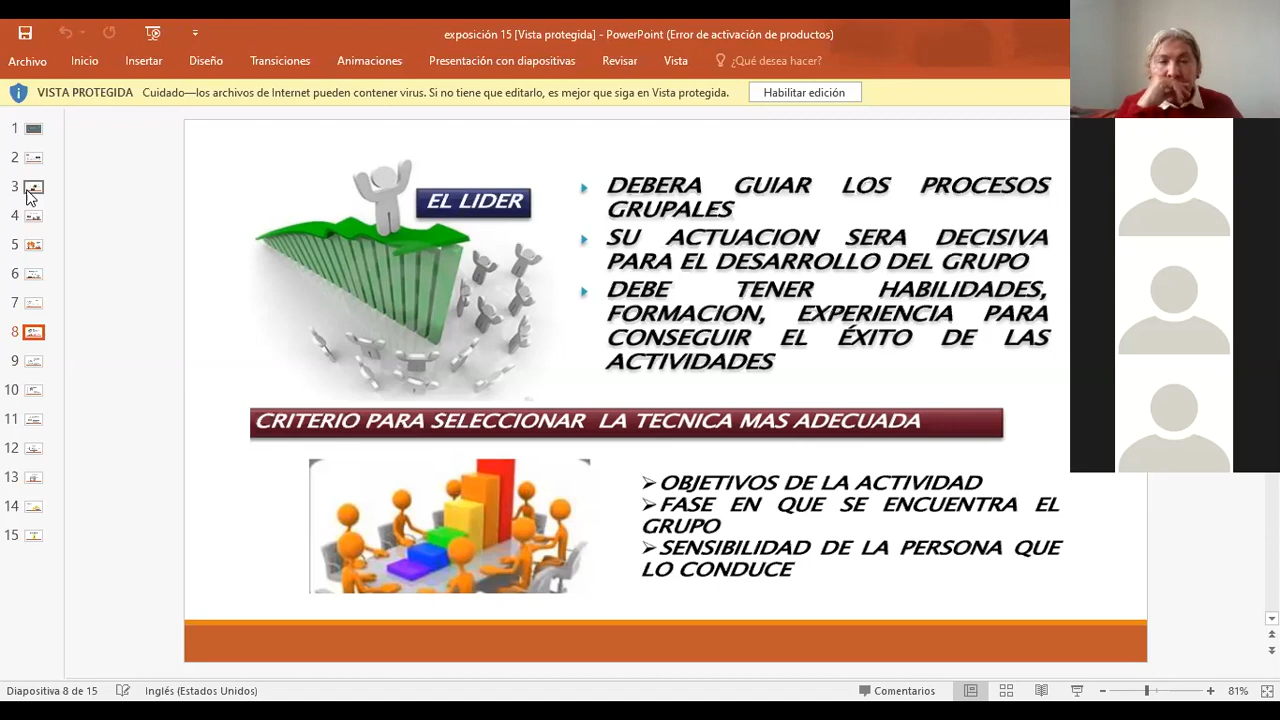 exposición 15 [Vista protegida] - PowerPoint (Error de activación de productos)
Archivo Inicio Insertar Diseño Transiciones Animaciones Presentación con diapositivas Revisar Vista ¿Qué desea hacer?
VISTA PROTEGIDA Cuidado—los archivos de Internet pueden contener virus. Si no tiene que editarlo, es mejor que siga en Vista protegida. Habilitar edición
1
2
3
4
5
6
7
8
9
10
11
12
13
14
15
EL LIDER
DEBERA GUIAR LOS PROCESOS
GRUPALES
SU ACTUACION SERA DECISIVA
PARA EL DESARROLLO DEL GRUPO
DEBE TENER HABILIDADES,
FORMACION, EXPERIENCIA PARA
CONSEGUIR EL ÉXITO DE LAS
ACTIVIDADES
CRITERIO PARA SELECCIONAR LA TECNICA MAS ADECUADA
OBJETIVOS DE LA ACTIVIDAD
FASE EN QUE SE ENCUENTRA EL
GRUPO
SENSIBILIDAD DE LA PERSONA QUE
LO CONDUCE
Diapositiva 8 de 15 Inglés (Estados Unidos) Comentarios 81%